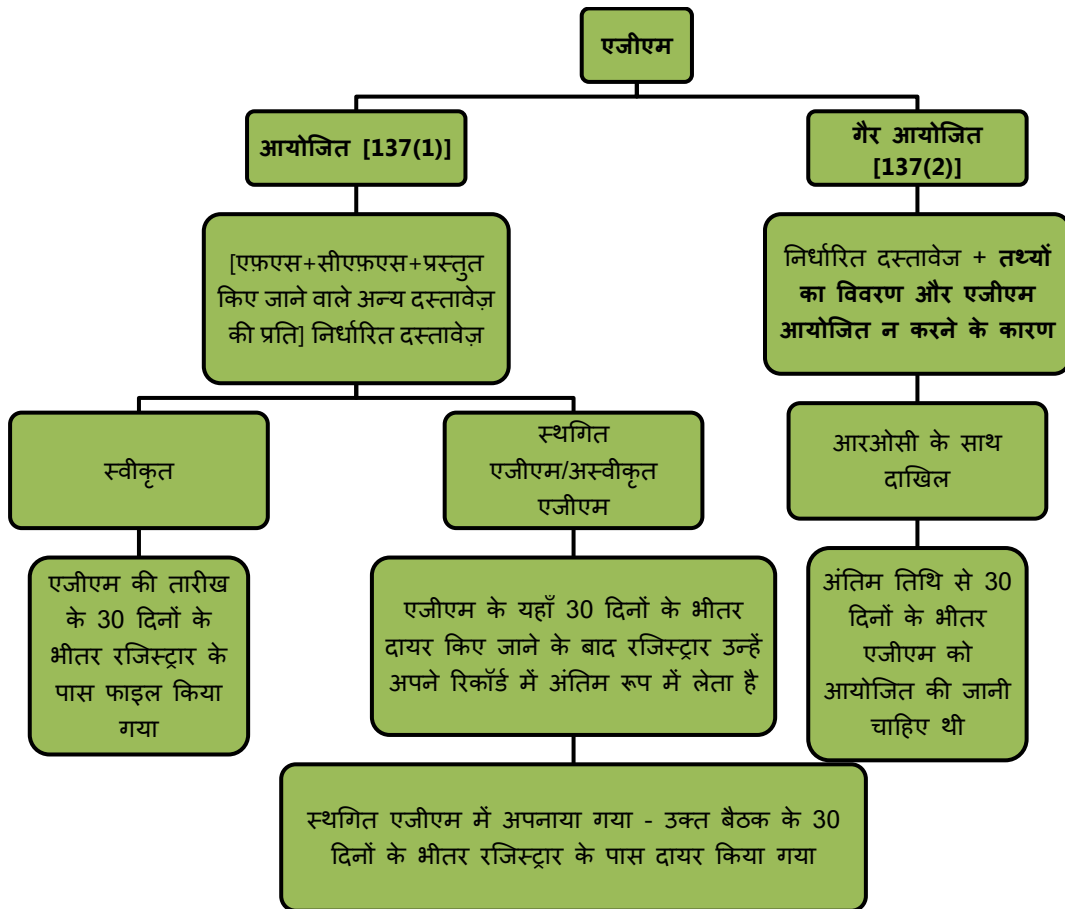 एजीएम
आयोजित [137(1)]
गैर आयोजित
[137(2)]
[एफ़एस+सीएफ़एस+प्रस्तुत
किए जाने वाले अन्य दस्तावेज़
की प्रति] निर्धारित दस्तावेज़
निर्धारित दस्तावेज + तथ्यों
का विवरण और एजीएम
आयोजित न करने के कारण
स्वीकृत
स्थगित
एजीएम/अस्वीकृत
एजीएम
आरओसी के साथ
दाखिल
एजीएम की तारीख
के 30 दिनों के
भीतर रजिस्ट्रार के
पास फाइल किया
गया
एजीएम के यहाँ 30 दिनों के भीतर
दायर किए जाने के बाद रजिस्ट्रार उन्हें
अपने रिकॉर्ड में अंतिम रूप में लेता है
अंतिम तिथि से 30
दिनों के भीतर
एजीएम को
आयोजित की जानी
चाहिए थी
स्थगित एजीएम में अपनाया गया - उक्त बैठक के 30
दिनों के भीतर रजिस्ट्रार के पास दायर किया गया